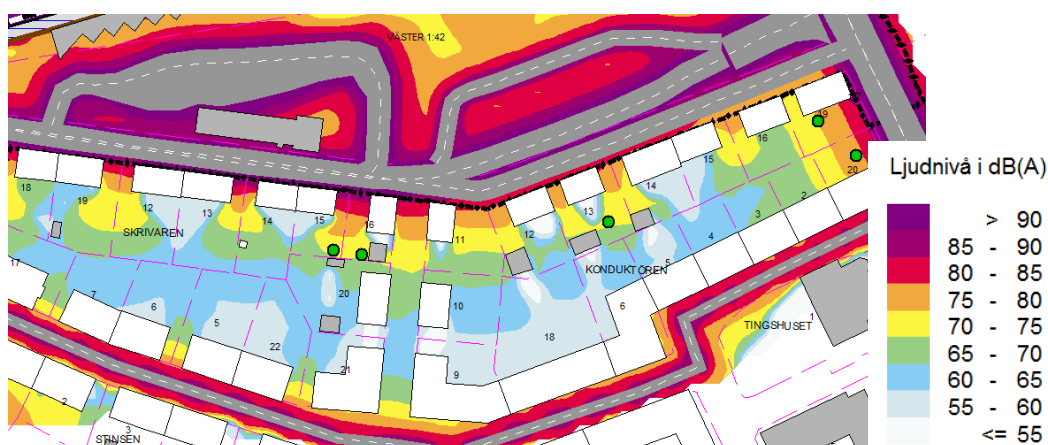 VÄSTER 1:42
19
16
20
15
14
2
3
13
4
12
5
18
19
12
13
14
15
16
11
SKRIVAREN
KONDUKTÖREN
17
7
6
5
22
20
21
10
9
18
6
TINGSHUSET
1
2
3
STINSEN
Ljudnivå i dB(A)
> 90
85 - 90
80 - 85
75 - 80
70 - 75
65 - 70
60 - 65
55 - 60
<= 55